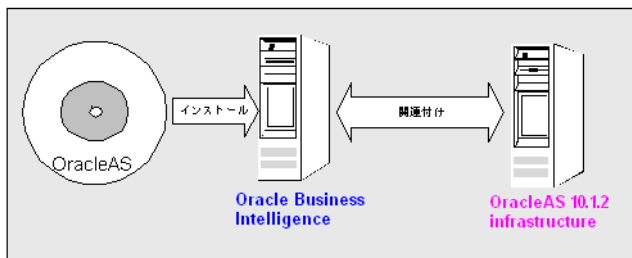 OracleAS
インストール
関連付け
Oracle Business
Intelligence
OracleAS 10.1.2
infrastructure